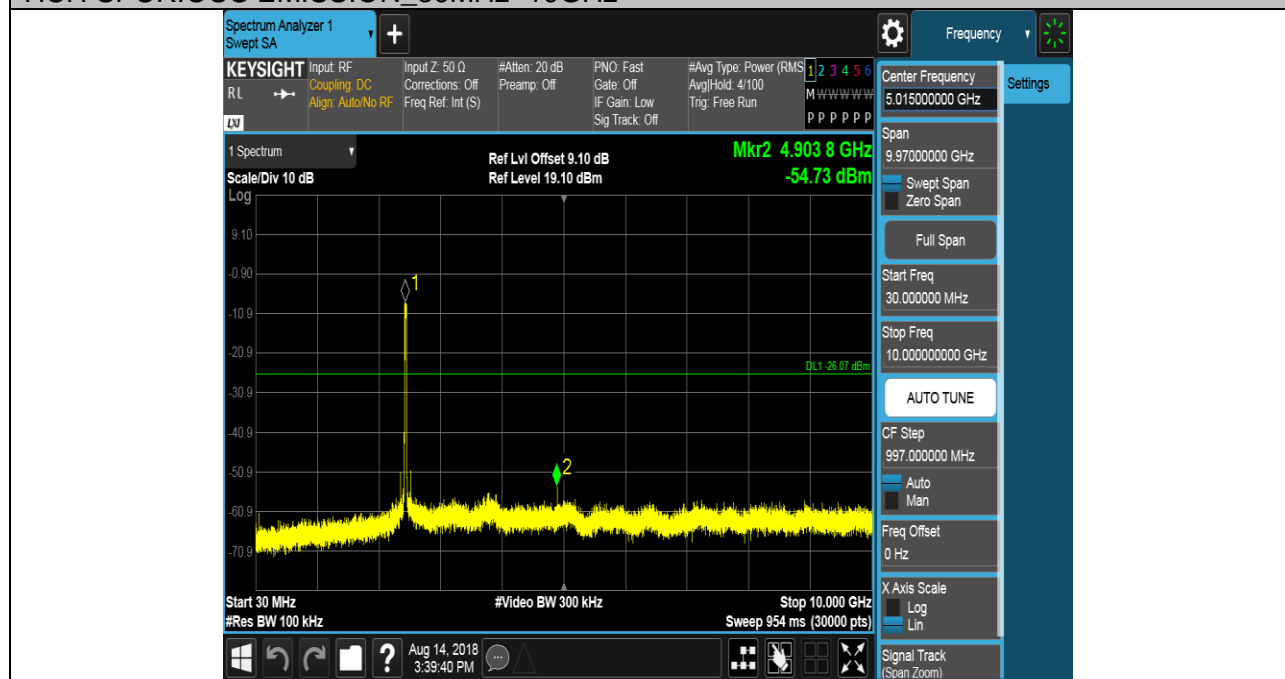 Spectrum Analyzer 1
Swept SA
Frequency
KEYSIGHT
RL
LXI
Input: RF
Coupling: DC
Align: Auto/No RF
Input Z: 50 Ω
Corrections: Off
Freq Ref: Int (S)
#Atten: 20 dB
Preamp: Off
PNO: Fast
Gate: Off
IF Gain: Low
Sig Track: Off
#Avg Type: Power (RMS
Avg|Hold: 4/100
Trig: Free Run
1 2 3 4 5 6
M W W W W W
P P P P P P
1 Spectrum
Scale/Div 10 dB
Ref Lvl Offset 9.10 dB
Ref Level 19.10 dBm
Mkr2 4.903 8 GHz
-54.73 dBm
Log
9.10
-0.90
-10.9
-20.9
-30.9
-40.9
-50.9
-60.9
-70.9
1
DL1 -26.07 dBm
2
Start 30 MHz
#Res BW 100 kHz
#Video BW 300 kHz
Stop 10.000 GHz
Sweep 954 ms (30000 pts)
?
Aug 14, 2018
3:39:40 PM
Center Frequency
5.015000000 GHz
Span
9.97000000 GHz
Swept Span
Zero Span
Full Span
Start Freq
30.000000 MHz
Stop Freq
10.000000000 GHz
AUTO TUNE
CF Step
997.000000 MHz
Auto
Man
Freq Offset
0 Hz
X Axis Scale
Log
Lin
Signal Track
(Span Zoom)
Settings